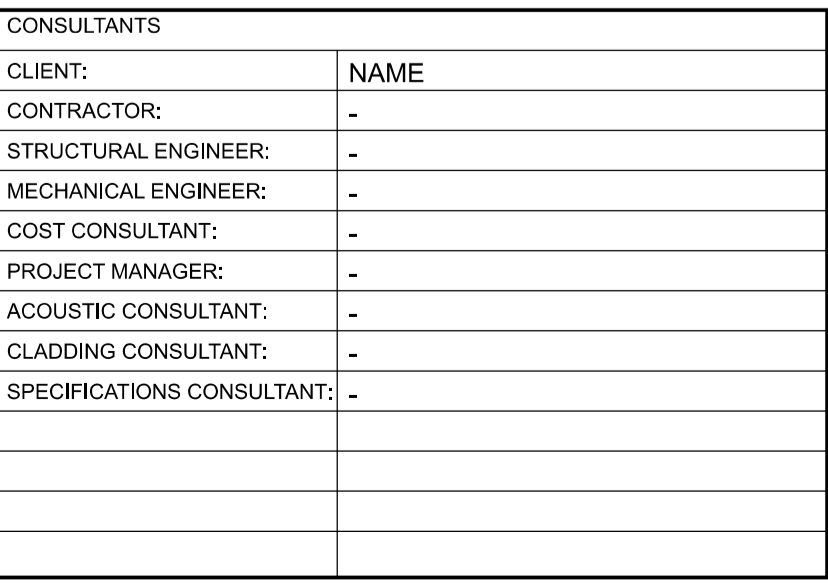 CONSULTANTS
CLIENT: NAME
CONTRACTOR: -
STRUCTURAL ENGINEER: -
MECHANICAL ENGINEER: -
COST CONSULTANT: -
PROJECT MANAGER: -
ACOUSTIC CONSULTANT: -
CLADDING CONSULTANT: -
SPECIFICATIONS CONSULTANT: -